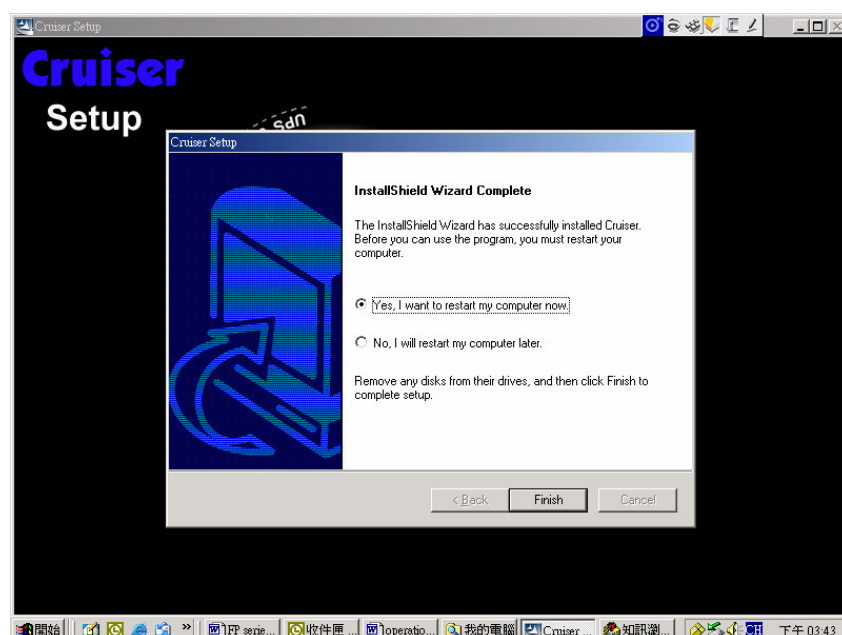 Cruiser Setup
Cruiser
Setup
UPS
Cruiser Setup
InstallShield Wizard Complete
The InstallShield Wizard has successfully installed Cruiser.
Before you can use the program, you must restart your
computer.
Yes, I want to restart my computer now.
No, I will restart my computer later.
Remove any disks from their drives, and then click Finish to
complete setup.
< Back Finish Cancel
開始 » FP serie... 收件匣 ... operatio... 我的電腦 Cruiser ... 知訊瀏... CH 下午 03:43